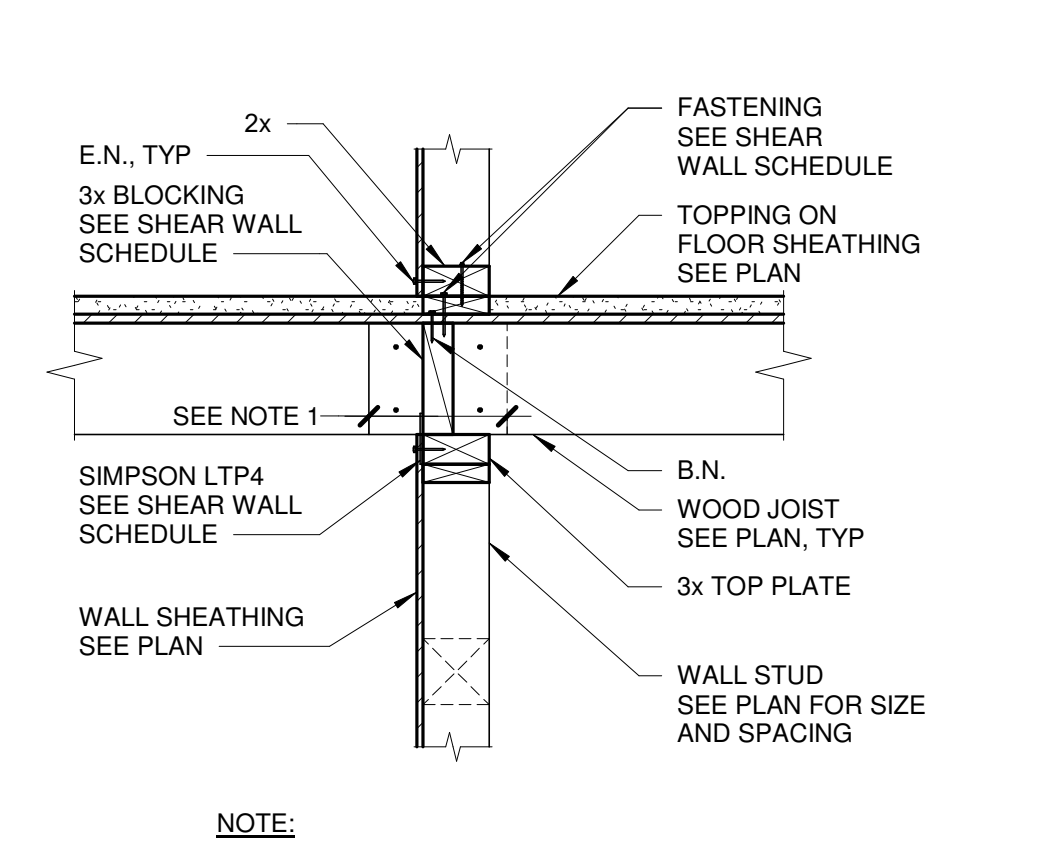 2x
E.N., TYP
3x BLOCKING
SEE SHEAR WALL
SCHEDULE
SEE NOTE 1
SIMPSON LTP4
SEE SHEAR WALL
SCHEDULE
WALL SHEATHING
SEE PLAN
FASTENING
SEE SHEAR
WALL SCHEDULE
TOPPING ON
FLOOR SHEATHING
SEE PLAN
B.N.
WOOD JOIST
SEE PLAN, TYP
3x TOP PLATE
WALL STUD
SEE PLAN FOR SIZE
AND SPACING
NOTE: